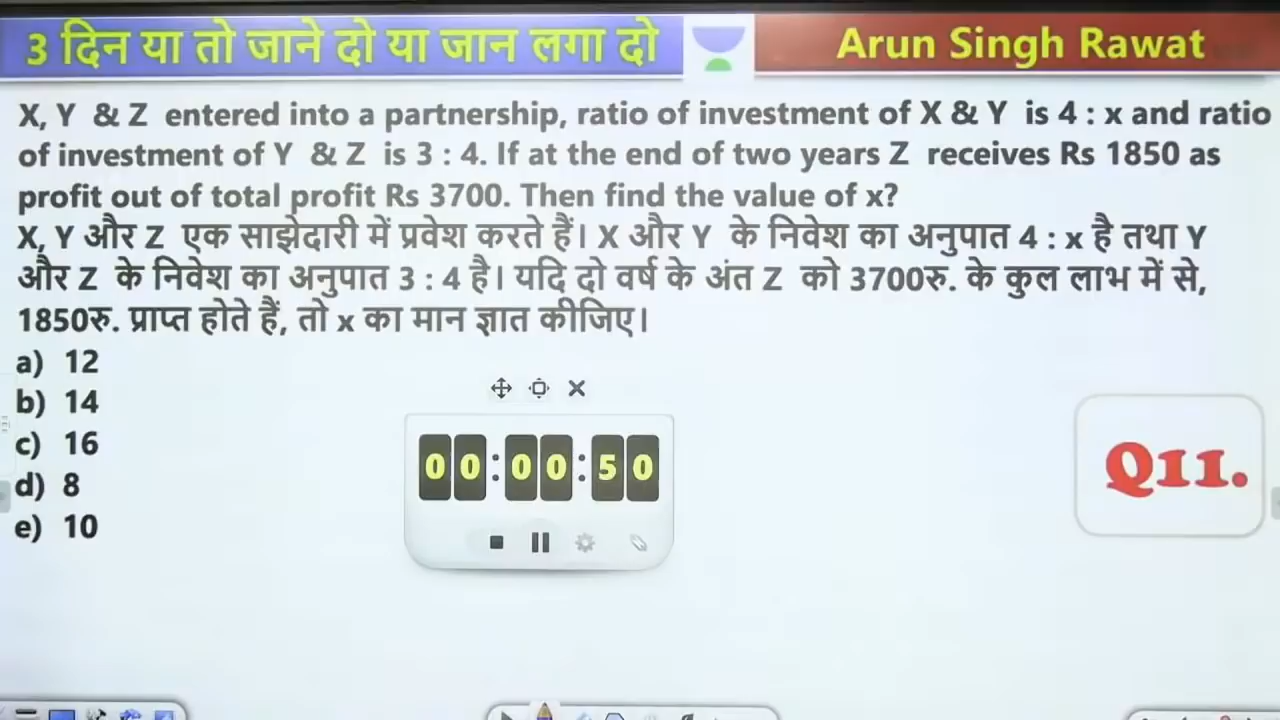 3 दिन या तो जाने दो या जान लगा दो
Arun Singh Rawat
X, Y & Z entered into a partnership, ratio of investment of X & Y is 4 : x and ratio
of investment of Y & Z is 3 : 4. If at the end of two years Z receives Rs 1850 as
profit out of total profit Rs 3700. Then find the value of x?
X, Y और Z एक साझेदारी में प्रवेश करते हैं। X और Y के निवेश का अनुपात 4 : x है तथा Y
और Z के निवेश का अनुपात 3 : 4 है। यदि दो वर्ष के अंत Z को 3700रु. के कुल लाभ में से,
1850रु. प्राप्त होते हैं, तो x का मान ज्ञात कीजिए।
a) 12
b) 14
c) 16
d) 8
e) 10
00:00:50
Q11.